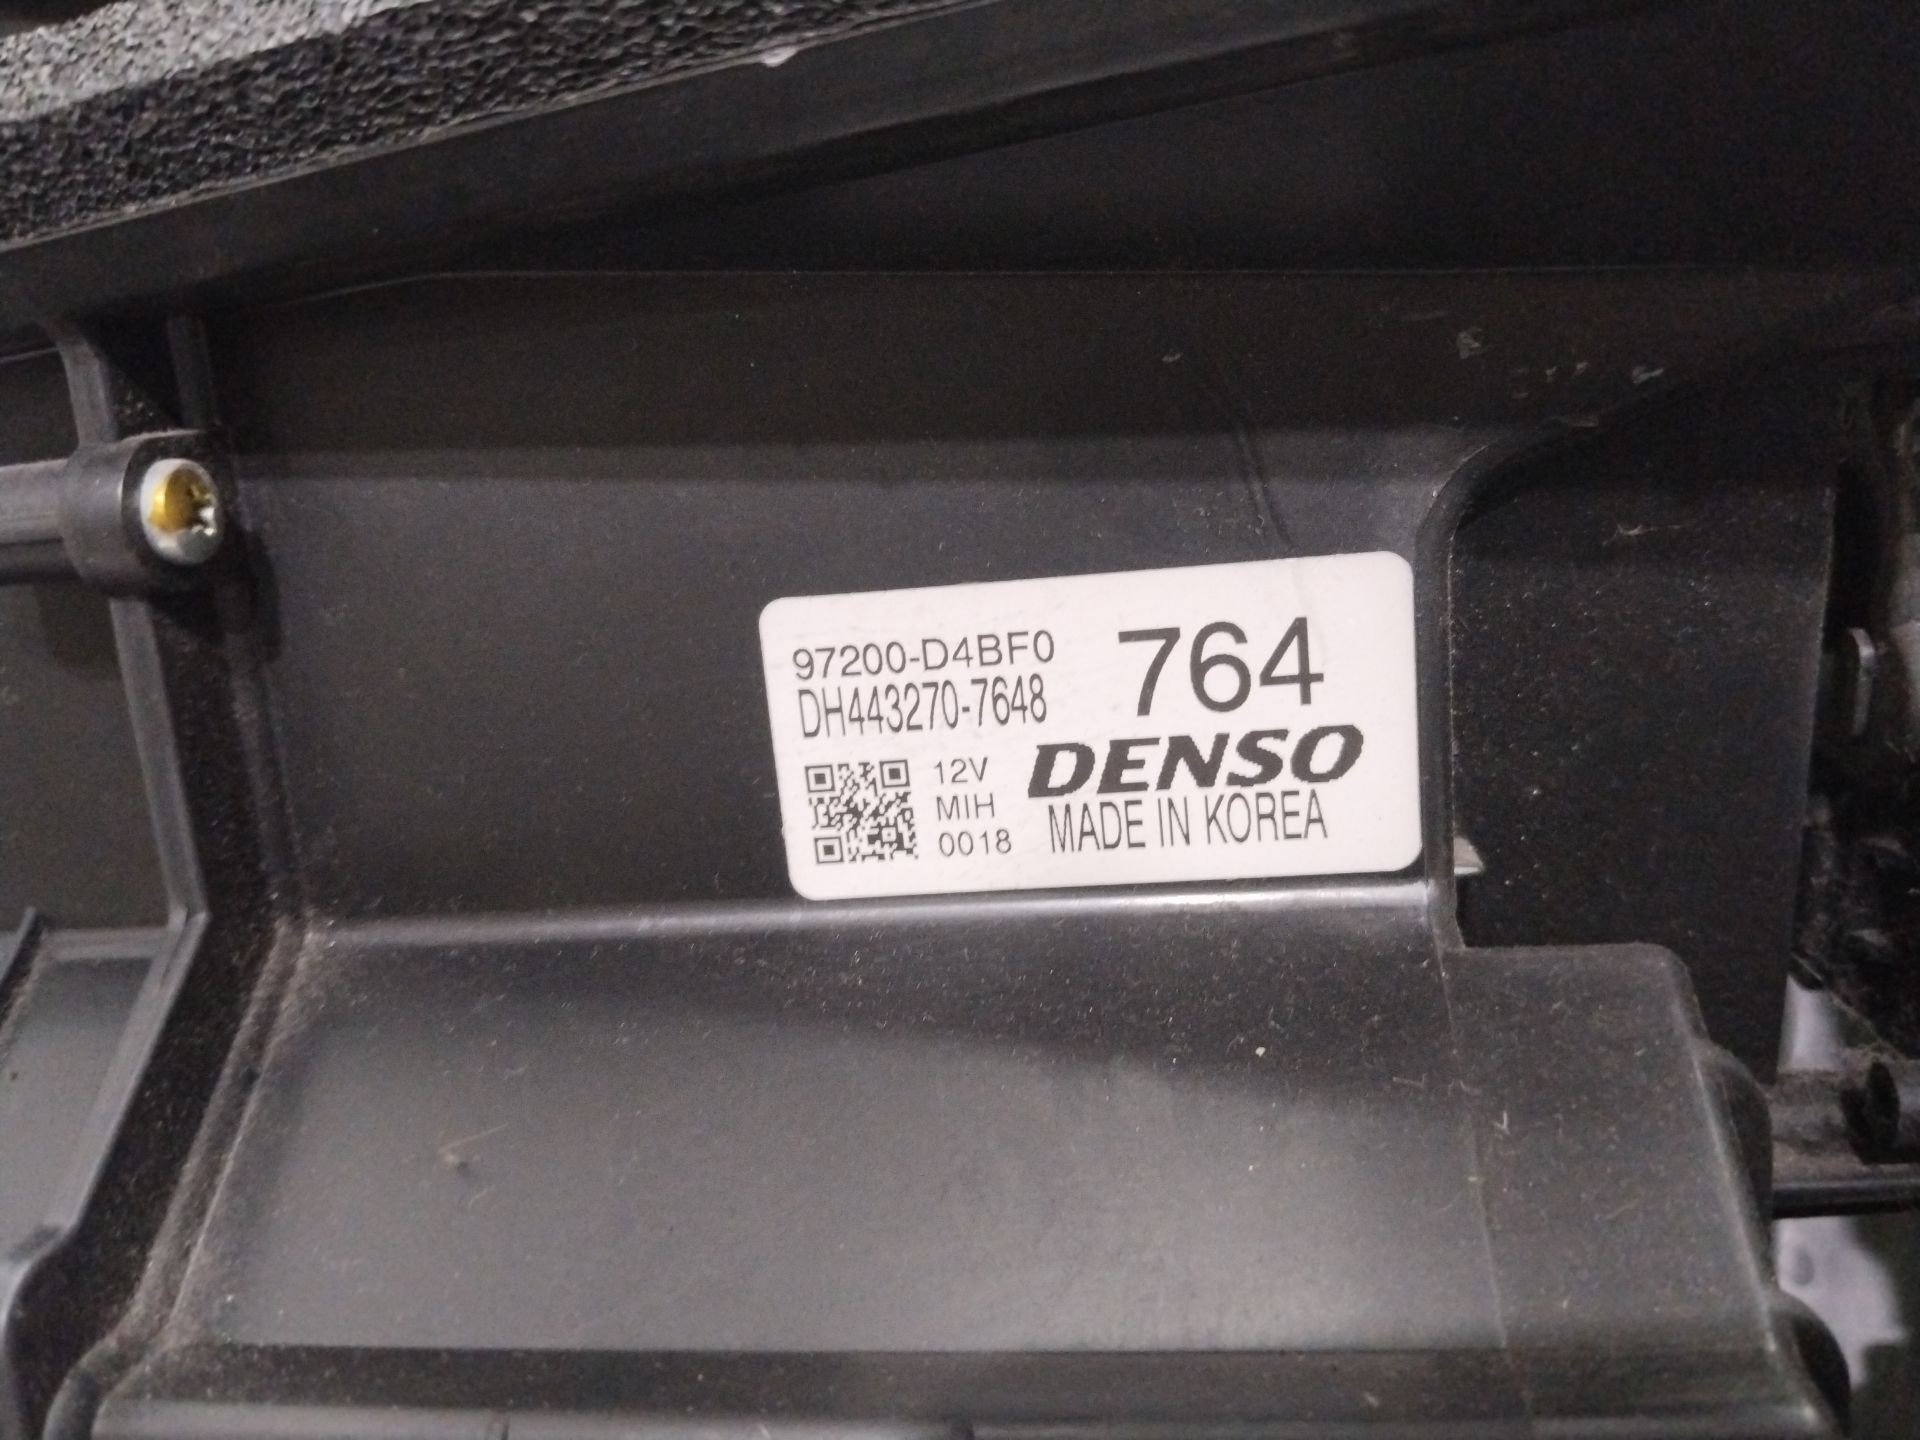 97200-D4BF0
DH443270-7648
764
DENSO
12V
MIH
0018
MADE IN KOREA